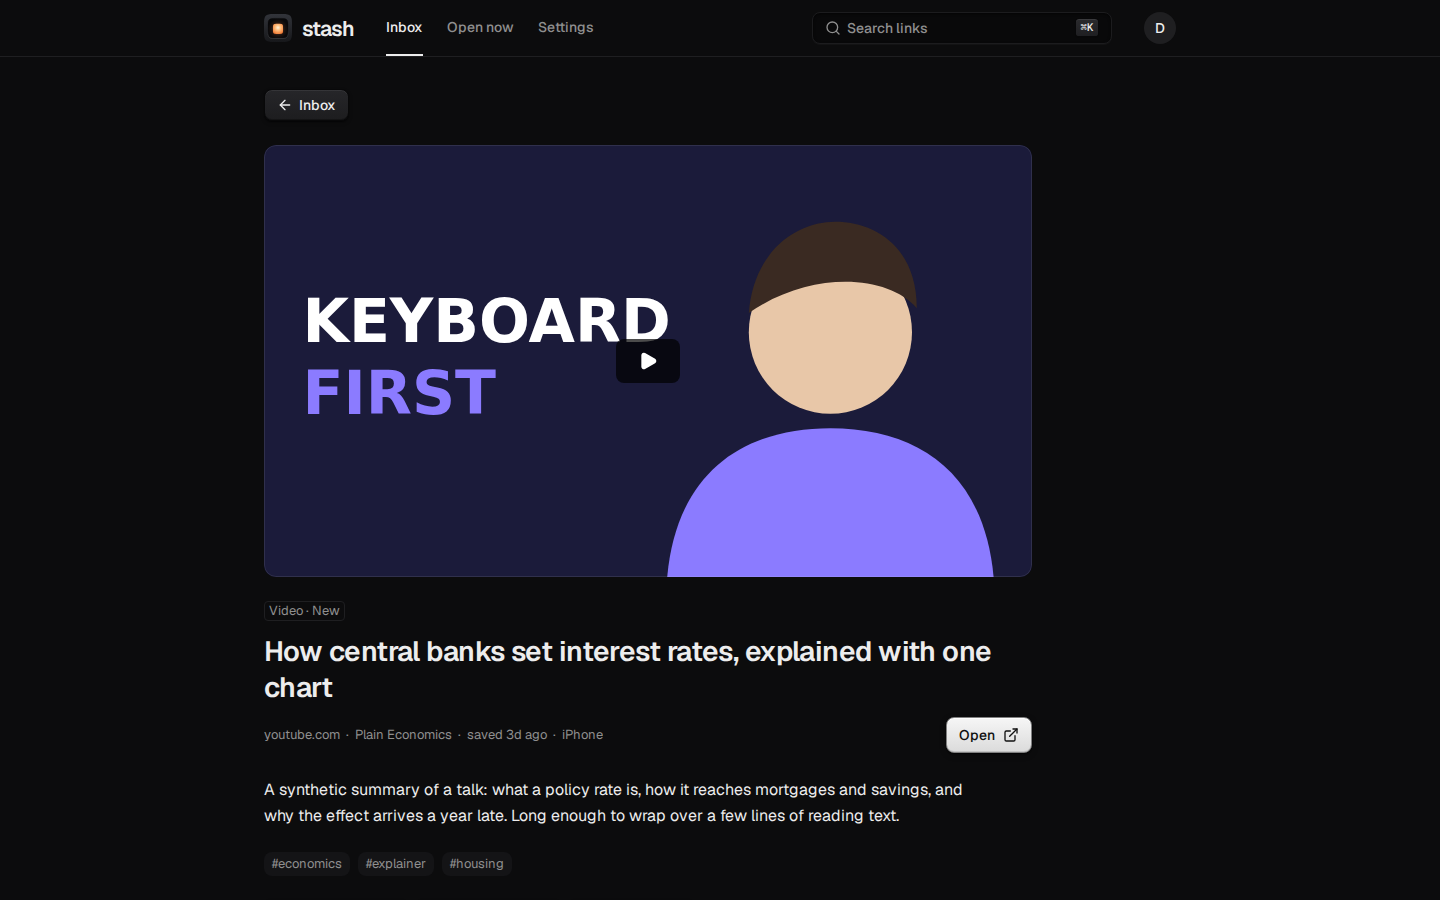 stash
Inbox
Open now
Settings
Search links
⌘K
D
Inbox
KEYBOARD
FIRST
Video · New
How central banks set interest rates, explained with one
chart
youtube.com · Plain Economics · saved 3d ago · iPhone
Open
A synthetic summary of a talk: what a policy rate is, how it reaches mortgages and savings, and
why the effect arrives a year late. Long enough to wrap over a few lines of reading text.
#economics #explainer #housing